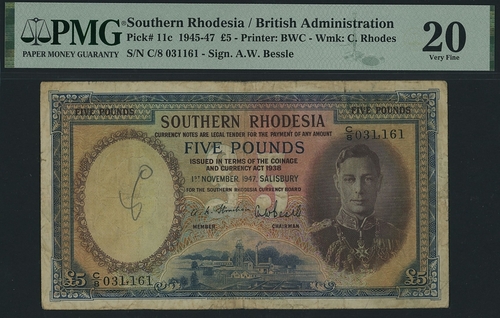 PMG
PAPER MONEY GUARANTY
Southern Rhodesia / British Administration
Pick# 11c 1945-47 £5 - Printer: BWC - Wmk: C. Rhodes
S/N C/8 031161 - Sign. A.W. Bessle
20
Very Fine
FIVE POUNDS
FIVE POUNDS
SOUTHERN RHODESIA
CURRENCY NOTES ARE LEGAL TENDER FOR THE PAYMENT OF ANY AMOUNT
C/8 031,161
FIVE POUNDS
ISSUED IN TERMS OF THE COINAGE
AND CURRENCY ACT 1938
1ST NOVEMBER 1947, SALISBURY
FOR THE SOUTHERN RHODESIA CURRENCY BOARD
MEMBER
CHAIRMAN
£5 C/8 031,161
£5